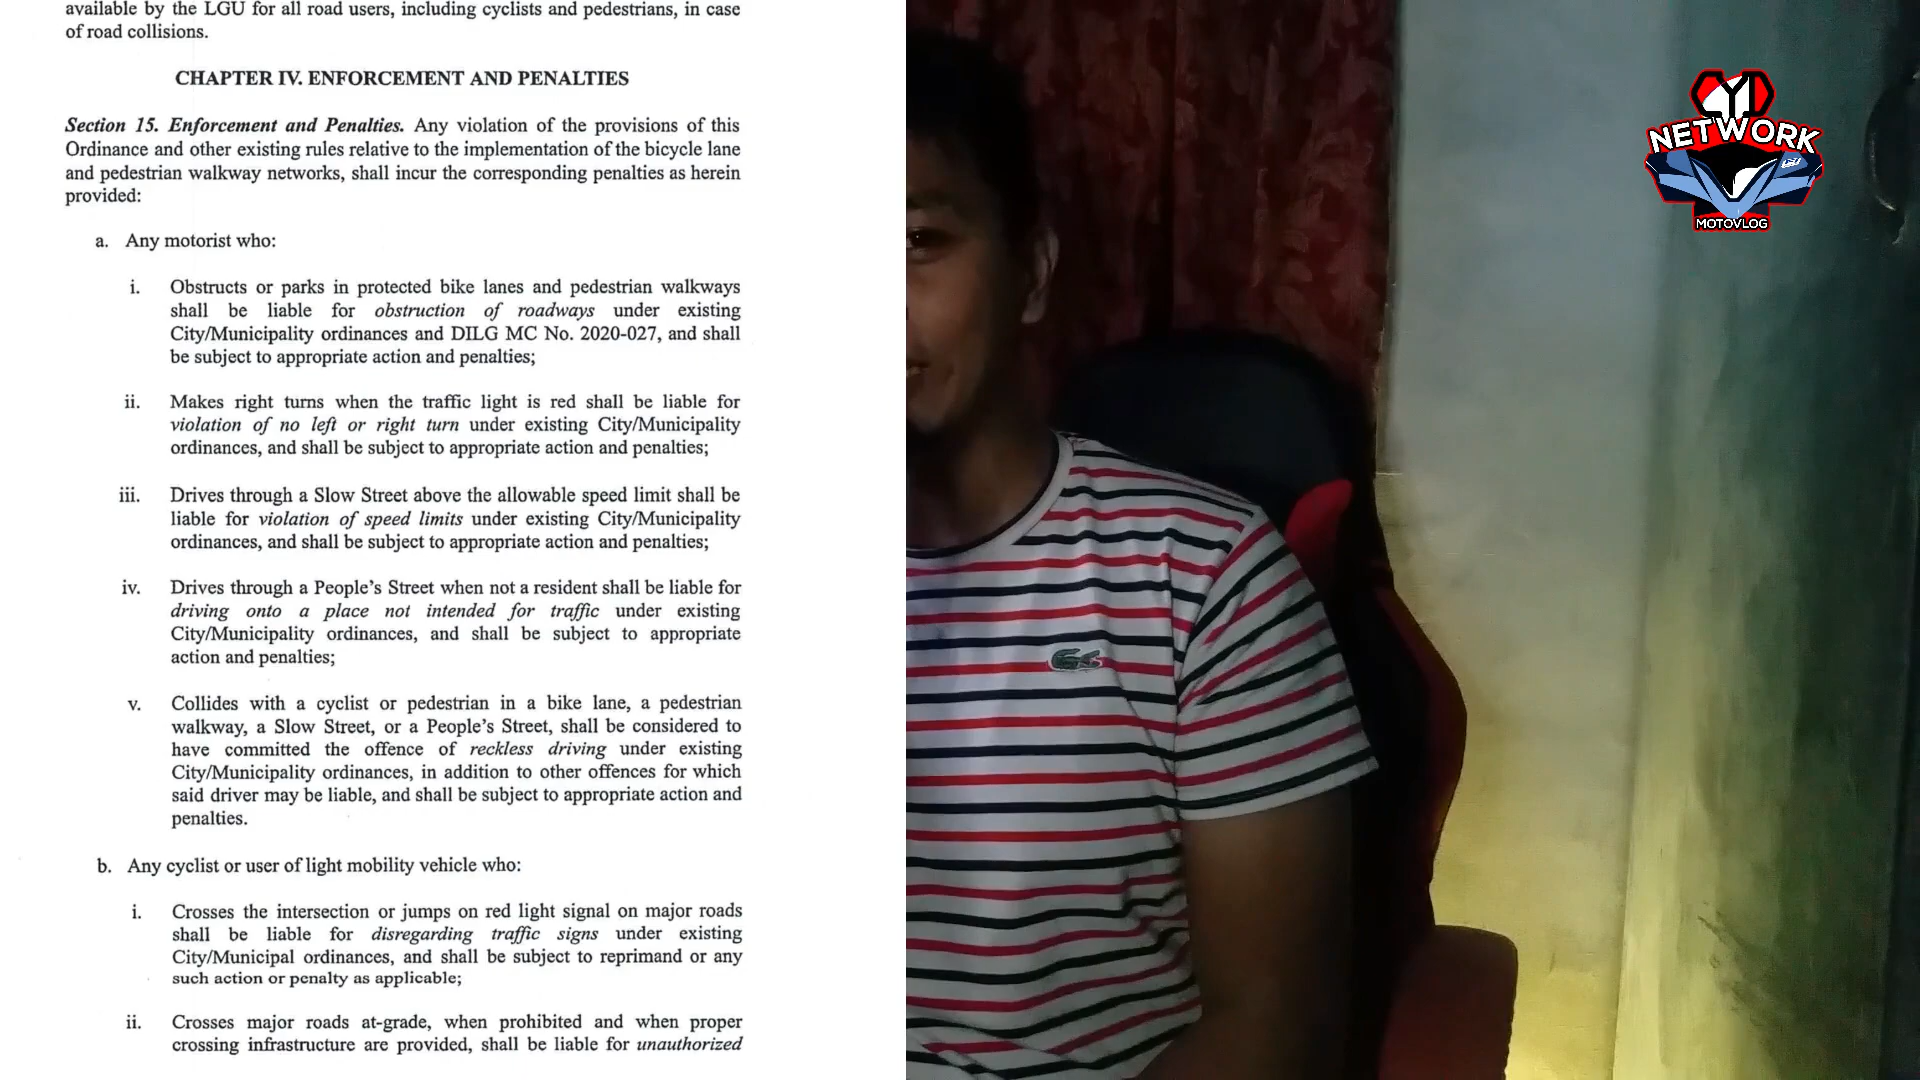 available by the LGU for all road users, including cyclists and pedestrians, in case
of road collisions.
CHAPTER IV. ENFORCEMENT AND PENALTIES
Section 15. Enforcement and Penalties. Any violation of the provisions of this
Ordinance and other existing rules relative to the implementation of the bicycle lane
and pedestrian walkway networks, shall incur the corresponding penalties as herein
provided:
a. Any motorist who:
i. Obstructs or parks in protected bike lanes and pedestrian walkways
shall be liable for obstruction of roadways under existing
City/Municipality ordinances and DILG MC No. 2020-027, and shall
be subject to appropriate action and penalties;
ii. Makes right turns when the traffic light is red shall be liable for
violation of no left or right turn under existing City/Municipality
ordinances, and shall be subject to appropriate action and penalties;
iii. Drives through a Slow Street above the allowable speed limit shall be
liable for violation of speed limits under existing City/Municipality
ordinances, and shall be subject to appropriate action and penalties;
iv. Drives through a People's Street when not a resident shall be liable for
driving onto a place not intended for traffic under existing
City/Municipality ordinances, and shall be subject to appropriate
action and penalties;
v. Collides with a cyclist or pedestrian in a bike lane, a pedestrian
walkway, a Slow Street, or a People's Street, shall be considered to
have committed the offence of reckless driving under existing
City/Municipality ordinances, in addition to other offences for which
said driver may be liable, and shall be subject to appropriate action and
penalties.
b. Any cyclist or user of light mobility vehicle who:
i. Crosses the intersection or jumps on red light signal on major roads
shall be liable for disregarding traffic signs under existing
City/Municipal ordinances, and shall be subject to reprimand or any
such action or penalty as applicable;
ii. Crosses major roads at-grade, when prohibited and when proper
crossing infrastructure are provided, shall be liable for unauthorized
NETWORK
MOTOVLOG